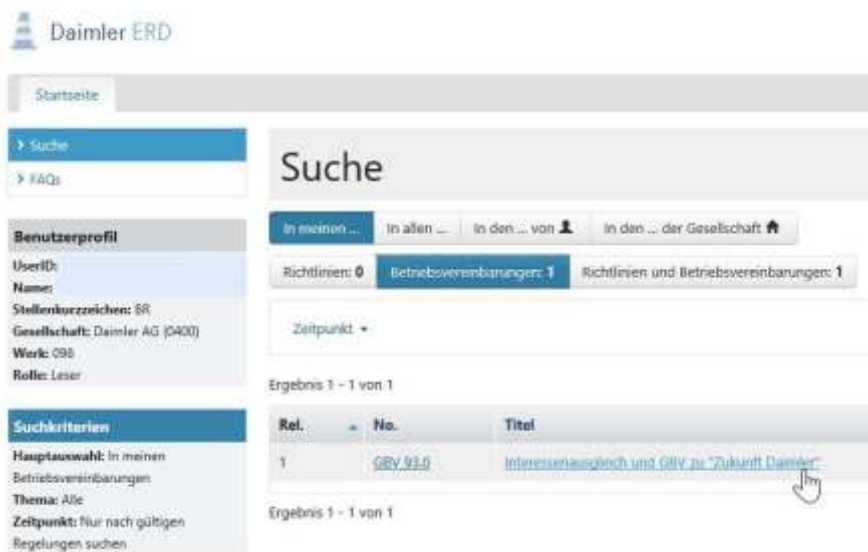 Daimler ERD
Startseite
Suche
FAQs
Benutzerprofil
UserID:
Name:
Stellenkurzzeichen: BR
Gesellschaft: Daimler AG (0400)
Werk: 098
Rolle: Leser
Suchkriterien
Hauptauswahl: In meinen
Betriebsvereinbarungen
Thema: Alle
Zeitpunkt: Nur nach gültigen
Regelungen suchen
Suche
In meinen ... In allen ... In den ... von In den ... der Gesellschaft
Richtlinien: 0 Betriebsvereinbarungen: 1 Richtlinien und Betriebsvereinbarungen: 1
Zeitpunkt
Ergebnis 1 - 1 von 1
Rel. No. Titel
1 GBV 93.0 Interessenausgleich und GBV zu "Zukunft Daimler"
Ergebnis 1 - 1 von 1